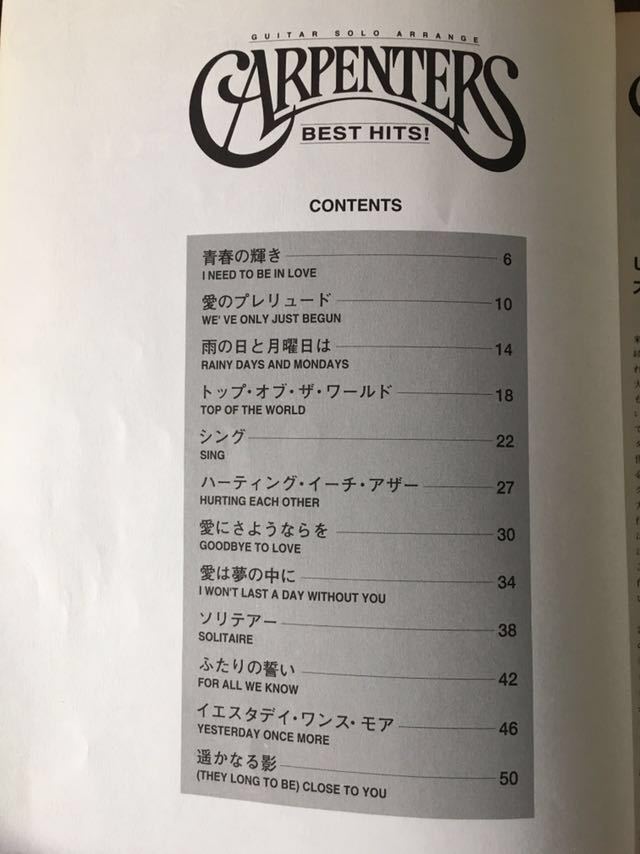 GUITAR SOLO ARRANGE
CARPENTERS
BEST HITS!
CONTENTS
青春の輝き 6
I NEED TO BE IN LOVE
愛のプレリュード 10
WE' VE ONLY JUST BEGUN
雨の日と月曜日は 14
RAINY DAYS AND MONDAYS
トップ・オブ・ザ・ワールド 18
TOP OF THE WORLD
シング 22
SING
ハーティング・イーチ・アザー 27
HURTING EACH OTHER
愛にさようならを 30
GOODBYE TO LOVE
愛は夢の中に 34
I WON'T LAST A DAY WITHOUT YOU
ソリテアー 38
SOLITAIRE
ふたりの誓い 42
FOR ALL WE KNOW
イエスタデイ・ワンス・モア 46
YESTERDAY ONCE MORE
遥かなる影 50
(THEY LONG TO BE) CLOSE TO YOU